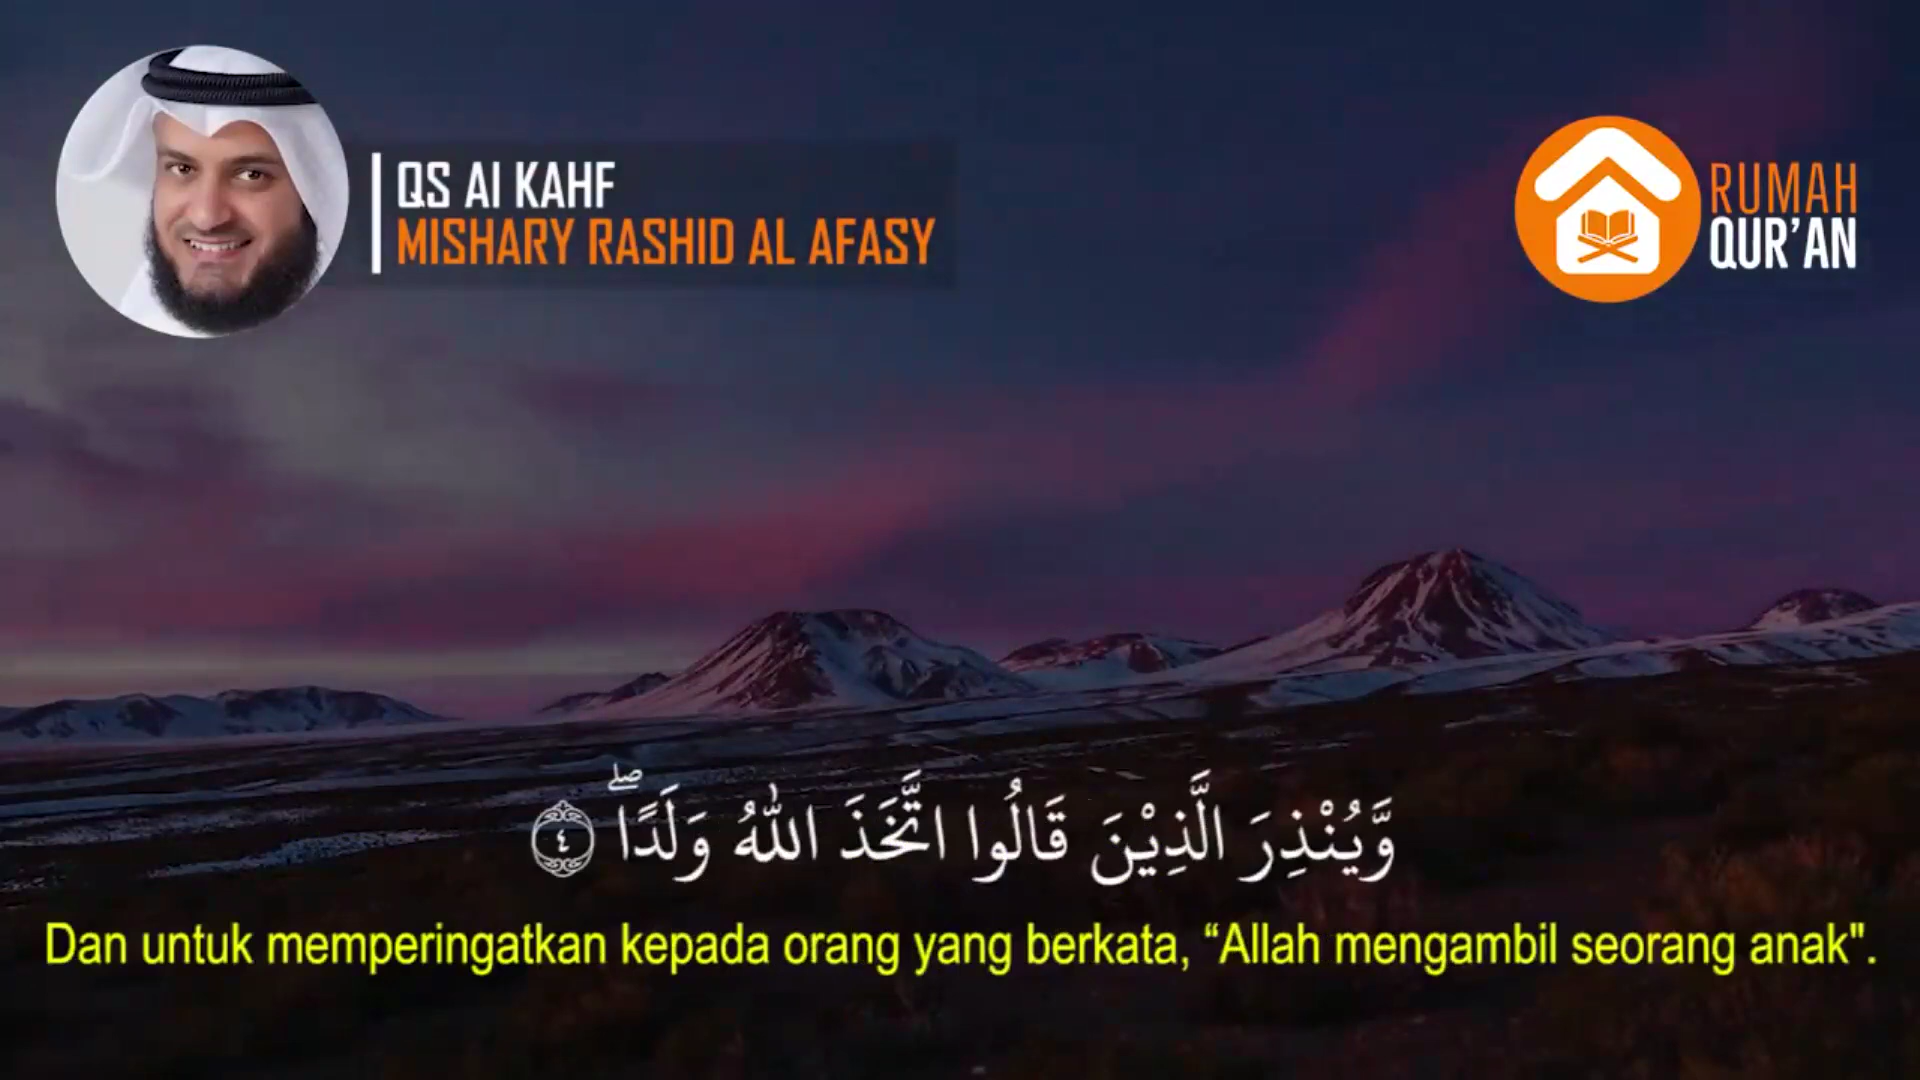 QS Al KAHF
MISHARY RASHID AL AFASY
RUMAH
QUR'AN
وَّيُنْذِرَ الَّذِيْنَ قَالُوا اتَّخَذَ اللّٰهُ وَلَدًاۖ ٤
Dan untuk memperingatkan kepada orang yang berkata, “Allah mengambil seorang anak".